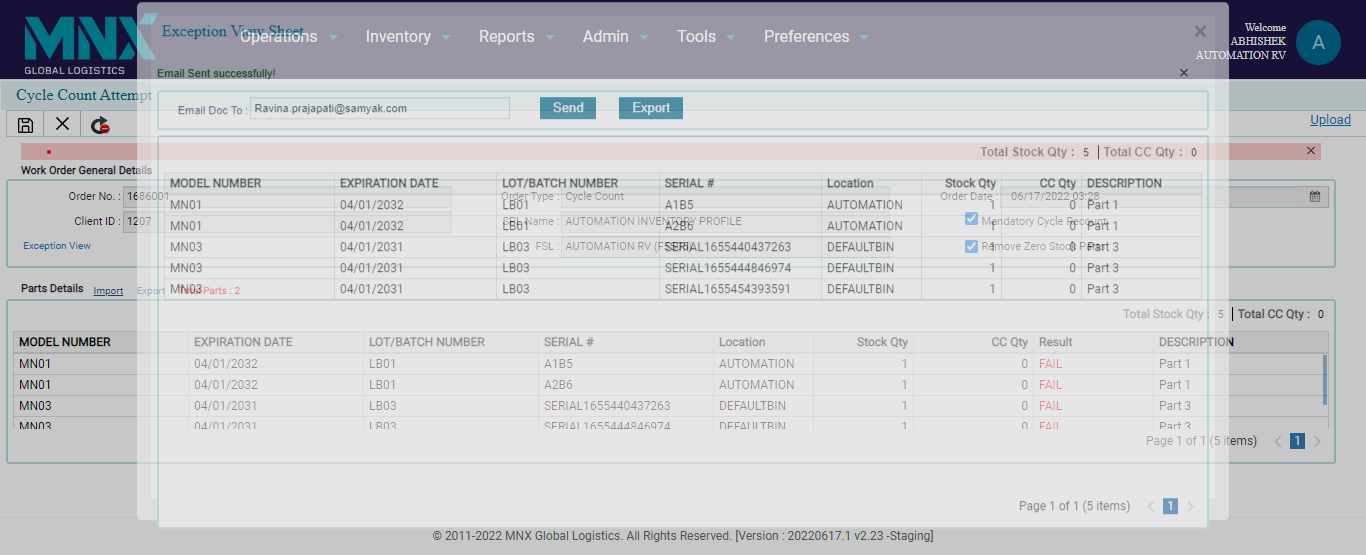 MNX
GLOBAL LOGISTICS
Exception View Sheet
Operations Inventory Reports Admin Tools Preferences
Welcome
ABHISHEK
AUTOMATION RV
A
Email Sent successfully!
Cycle Count Attempt
Email Doc To : Ravina.prajapati@samyak.com Send Export
Upload
Total Stock Qty : 5 Total CC Qty : 0
Work Order General Details
MODEL NUMBER EXPIRATION DATE LOT/BATCH NUMBER SERIAL # Location Stock Qty CC Qty DESCRIPTION
Order No. : 1686001 Order Type : Cycle Count Order Date : 06/17/2022 03:28
MN01 04/01/2032 LB01 A1B5 AUTOMATION 1 0 Part 1
Client ID : 1207 SPL Name : AUTOMATION INVENTORY PROFILE Mandatory Cycle Recount
MN01 04/01/2032 LB01 A2B6 AUTOMATION 1 0 Part 1
Exception View FSL : AUTOMATION RV Remove Zero Stock Parts
MN03 04/01/2031 LB03 SERIAL1655440437263 DEFAULTBIN 1 0 Part 3
MN03 04/01/2031 LB03 SERIAL1655444846974 DEFAULTBIN 1 0 Part 3
Parts Details Import Export Total Parts : 2
MN03 04/01/2031 LB03 SERIAL1655454393591 DEFAULTBIN 1 0 Part 3
Total Stock Qty : 5 Total CC Qty : 0
MODEL NUMBER EXPIRATION DATE LOT/BATCH NUMBER SERIAL # Location Stock Qty CC Qty Result DESCRIPTION
MN01 04/01/2032 LB01 A1B5 AUTOMATION 1 0 FAIL Part 1
MN01 04/01/2032 LB01 A2B6 AUTOMATION 1 0 FAIL Part 1
MN03 04/01/2031 LB03 SERIAL1655440437263 DEFAULTBIN 1 0 FAIL Part 3
MN03 04/01/2031 LB03 SERIAL1655444846974 DEFAULTBIN 1 0 FAIL Part 3
Page 1 of 1 (5 items) 1
Page 1 of 1 (5 items) 1
© 2011-2022 MNX Global Logistics. All Rights Reserved. [Version : 20220617.1 v2.23 -Staging]